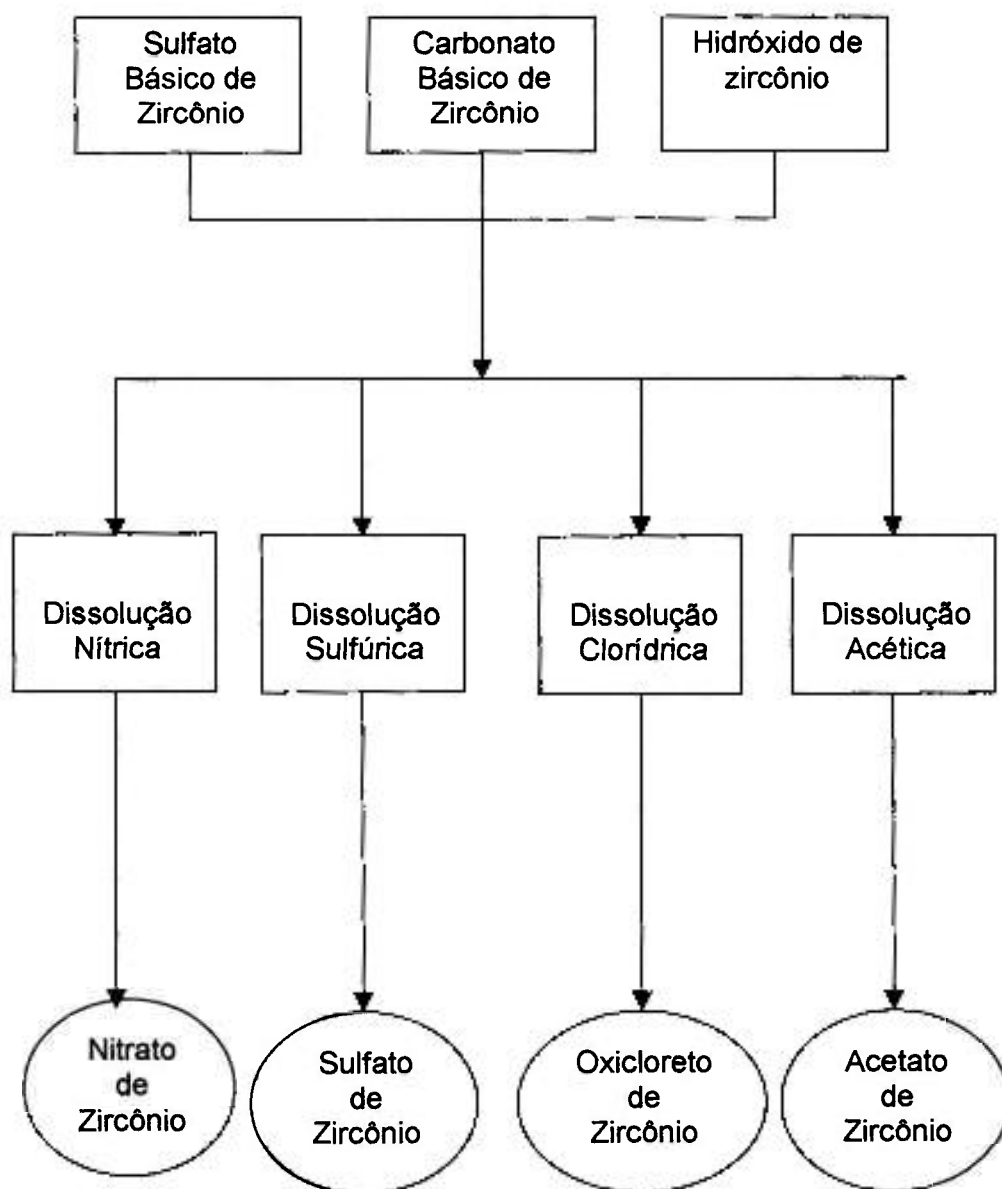 Sulfato
Básico de
Zircônio
Carbonato
Básico de
Zircônio
Hidróxido de
zircônio
Dissolução
Nítrica
Dissolução
Sulfúrica
Dissolução
Clorídrica
Dissolução
Acética
Nitrato
de
Zircônio
Sulfato
de
Zircônio
Oxicloreto
de
Zircônio
Acetato
de
Zircônio